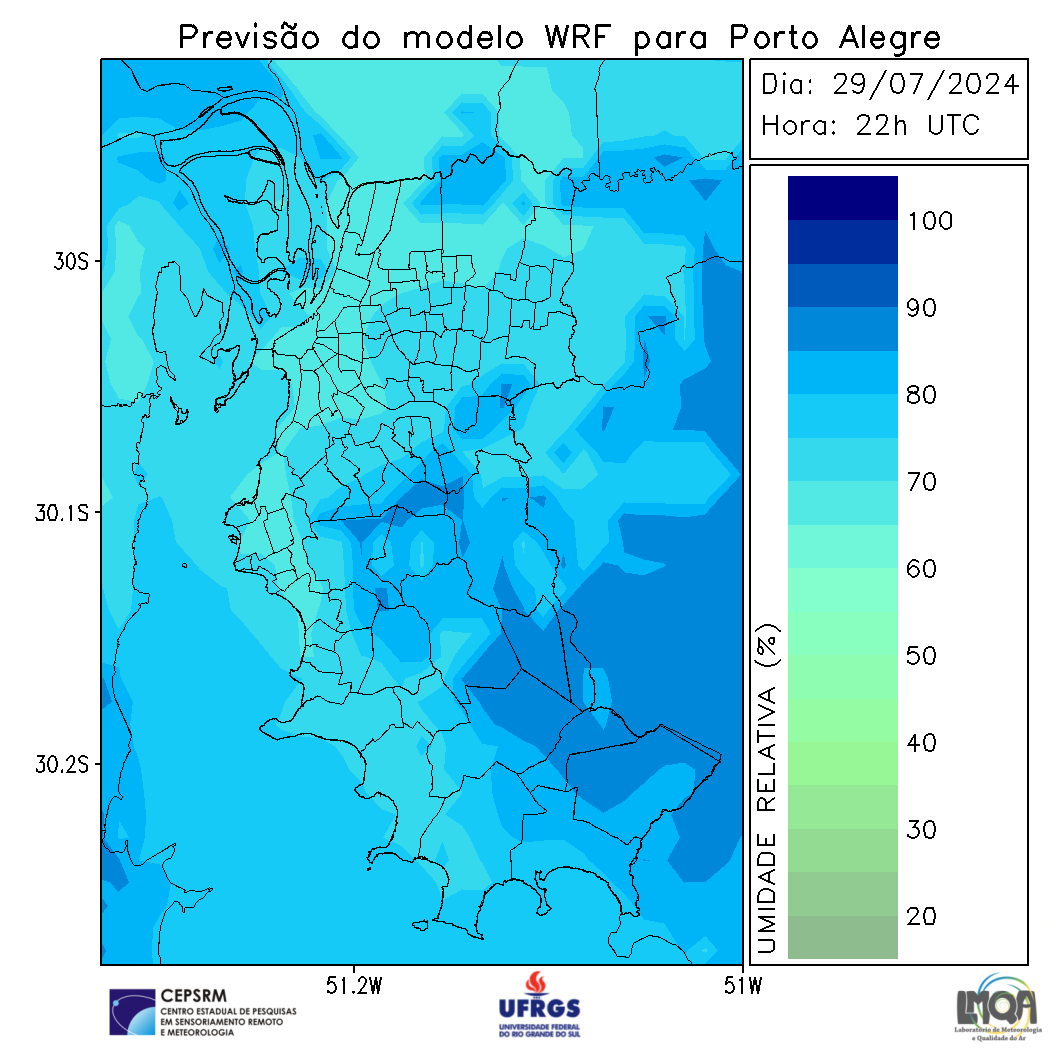 Previsão do modelo WRF para Porto Alegre
Dia: 29/07/2024
Hora: 22h UTC
30S
30.1S
30.2S
51.2W
51W
100
90
80
70
60
50
40
30
20
UMIDADE RELATIVA (%)
CEPSRM
CENTRO ESTADUAL DE PESQUISAS
EM SENSORIAMENTO REMOTO
E METEOROLOGIA
UFRGS
UNIVERSIDADE FEDERAL
DO RIO GRANDE DO SUL
LMQA
Laboratório de Meteorologia
e Qualidade do Ar